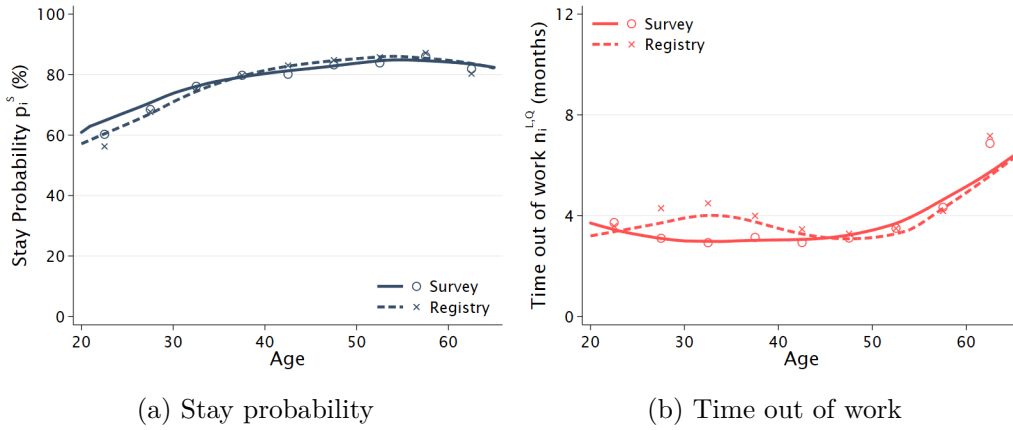 Stay Probability p_i^S (%)
100
80
60
40
20
0
Survey
Registry
20 30 40 50 60
Age
(a) Stay probability
Time out of work n_i^{L,Q} (months)
12
8
4
0
Survey
Registry
20 30 40 50 60
Age
(b) Time out of work